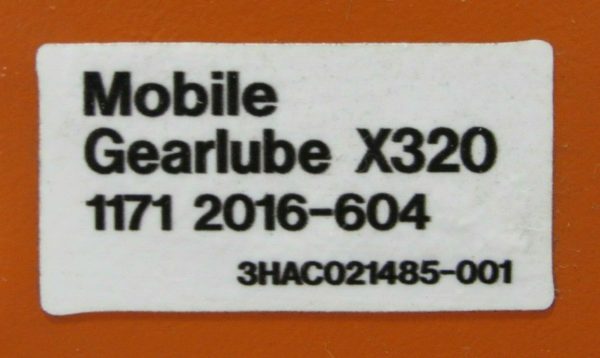 Mobile
Gearlube X320
1171 2016-604
3HAC021485-001